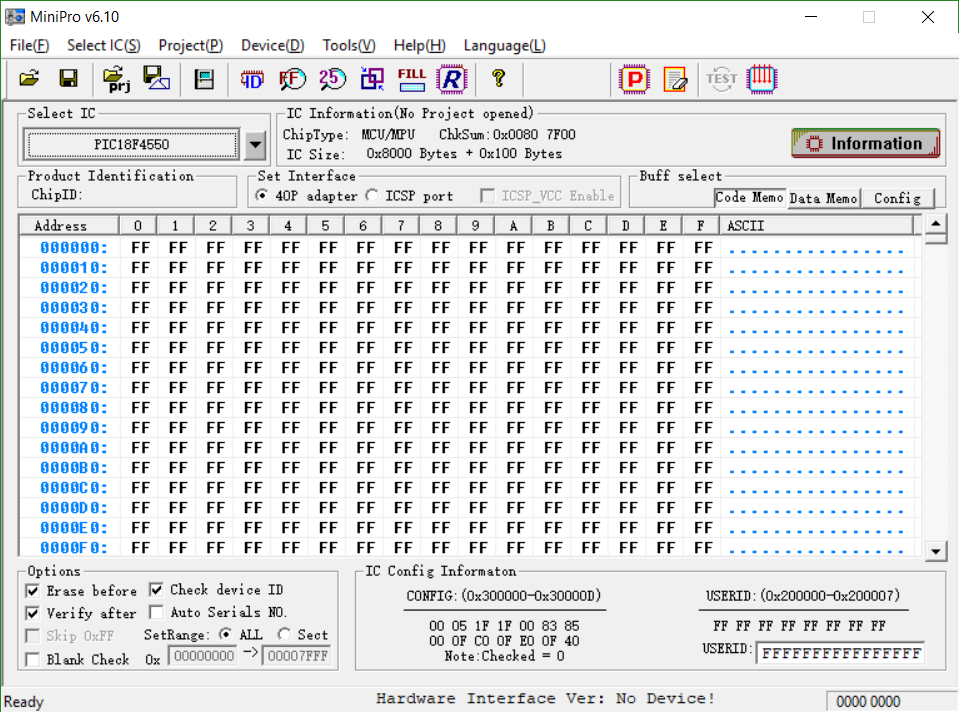 MiniPro v6.10
File(F) Select IC(S) Project(P) Device(D) Tools(V) Help(H) Language(L)
prj ID FF 25 FILL R ? P TEST
Select IC
PIC18F4550
IC Information(No Project opened)
ChipType: MCU/MPU ChkSum:0x0080 7F00
IC Size: 0x8000 Bytes + 0x100 Bytes
Information
Product Identification
ChipID:
Set Interface
40P adapter ICSP port ICSP_VCC Enable
Buff select
Code Memo Data Memo Config
Address 0 1 2 3 4 5 6 7 8 9 A B C D E F ASCII
000000: FF FF FF FF FF FF FF FF FF FF FF FF FF FF FF FF ................
000010: FF FF FF FF FF FF FF FF FF FF FF FF FF FF FF FF ................
000020: FF FF FF FF FF FF FF FF FF FF FF FF FF FF FF FF ................
000030: FF FF FF FF FF FF FF FF FF FF FF FF FF FF FF FF ................
000040: FF FF FF FF FF FF FF FF FF FF FF FF FF FF FF FF ................
000050: FF FF FF FF FF FF FF FF FF FF FF FF FF FF FF FF ................
000060: FF FF FF FF FF FF FF FF FF FF FF FF FF FF FF FF ................
000070: FF FF FF FF FF FF FF FF FF FF FF FF FF FF FF FF ................
000080: FF FF FF FF FF FF FF FF FF FF FF FF FF FF FF FF ................
000090: FF FF FF FF FF FF FF FF FF FF FF FF FF FF FF FF ................
0000A0: FF FF FF FF FF FF FF FF FF FF FF FF FF FF FF FF ................
0000B0: FF FF FF FF FF FF FF FF FF FF FF FF FF FF FF FF ................
0000C0: FF FF FF FF FF FF FF FF FF FF FF FF FF FF FF FF ................
0000D0: FF FF FF FF FF FF FF FF FF FF FF FF FF FF FF FF ................
0000E0: FF FF FF FF FF FF FF FF FF FF FF FF FF FF FF FF ................
0000F0: FF FF FF FF FF FF FF FF FF FF FF FF FF FF FF FF ................
Options
Erase before Check device ID
Verify after Auto Serials NO.
Skip 0xFF SetRange: ALL Sect
Blank Check 0x 00000000 -> 00007FFF
IC Config Informaton
CONFIG:(0x300000-0x30000D)
00 05 1F 1F 00 83 85
00 0F C0 0F E0 0F 40
Note:Checked = 0
USERID:(0x200000-0x200007)
FF FF FF FF FF FF FF FF
USERID: FFFFFFFFFFFFFFFF
Ready Hardware Interface Ver: No Device! 0000 0000